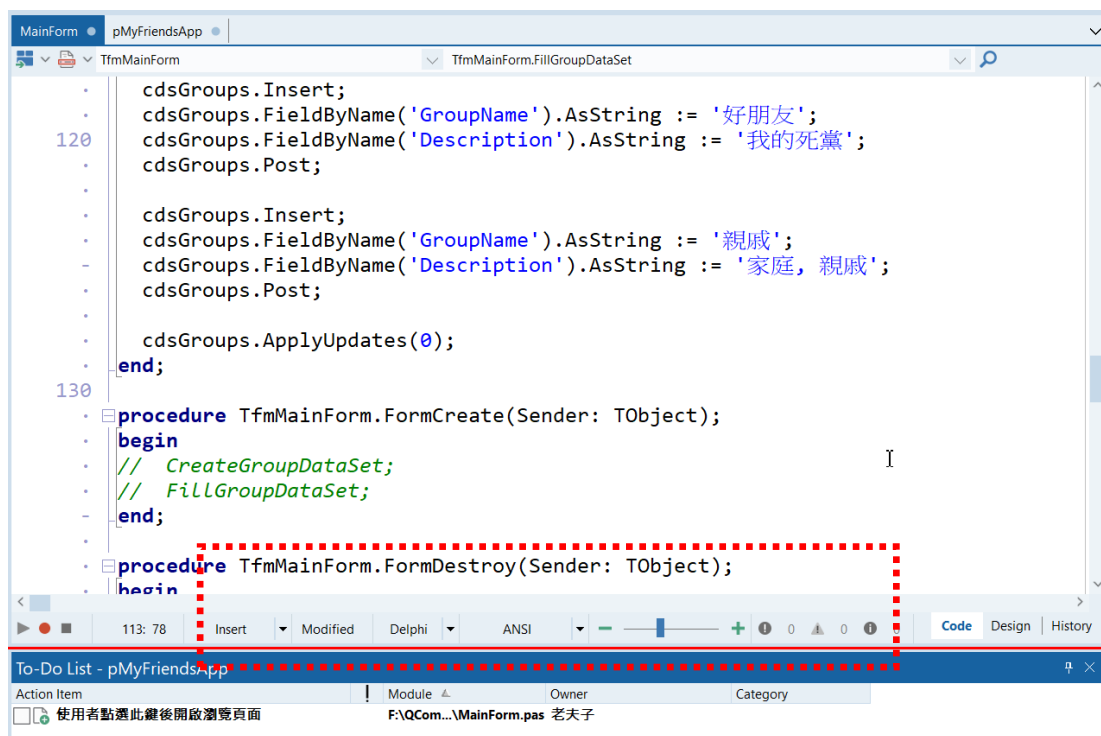 MainForm pMyFriendsApp
TfmMainForm TfmMainForm.FillGroupDataSet
cdsGroups.Insert;
cdsGroups.FieldByName('GroupName').AsString := '好朋友';
120 cdsGroups.FieldByName('Description').AsString := '我的死黨';
cdsGroups.Post;
cdsGroups.Insert;
cdsGroups.FieldByName('GroupName').AsString := '親戚';
cdsGroups.FieldByName('Description').AsString := '家庭, 親戚';
cdsGroups.Post;
cdsGroups.ApplyUpdates(0);
end;
130
procedure TfmMainForm.FormCreate(Sender: TObject);
begin
// CreateGroupDataSet;
// FillGroupDataSet;
end;
procedure TfmMainForm.FormDestroy(Sender: TObject);
begin
113: 78 Insert Modified Delphi ANSI 0 0 0 Code Design History
To-Do List - pMyFriendsApp
Action Item ! Module Owner Category
使用者點選此鍵後開啟瀏覽頁面 F:\QCom...\MainForm.pas 老夫子